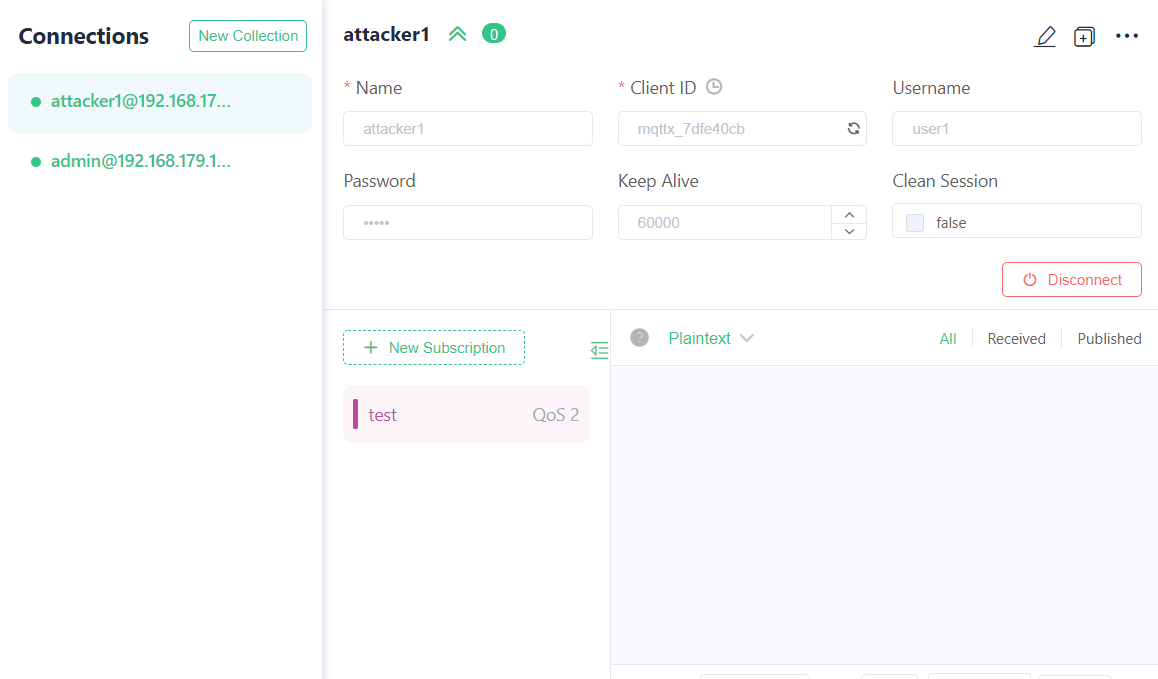 Connections
New Collection
attacker1@192.168.17...
admin@192.168.179.1...
attacker1 0
* Name
attacker1
* Client ID
mqttx_7dfe40cb
Username
user1
Password
•••••
Keep Alive
60000
Clean Session
false
Disconnect
+ New Subscription
test QoS 2
? Plaintext
All Received Published